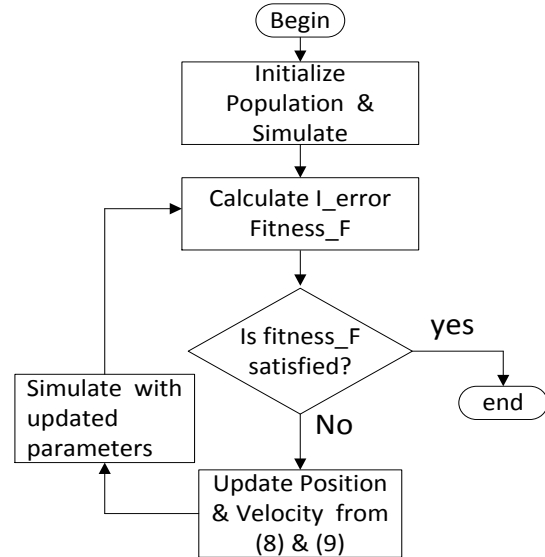 Begin
Initialize
Population & 
Simulate
Calculate I_error
Fitness_F
Is fitness_F
satisfied?
yes
end
No
Simulate with
updated
parameters
Update Position
& Velocity from
(8) & (9)